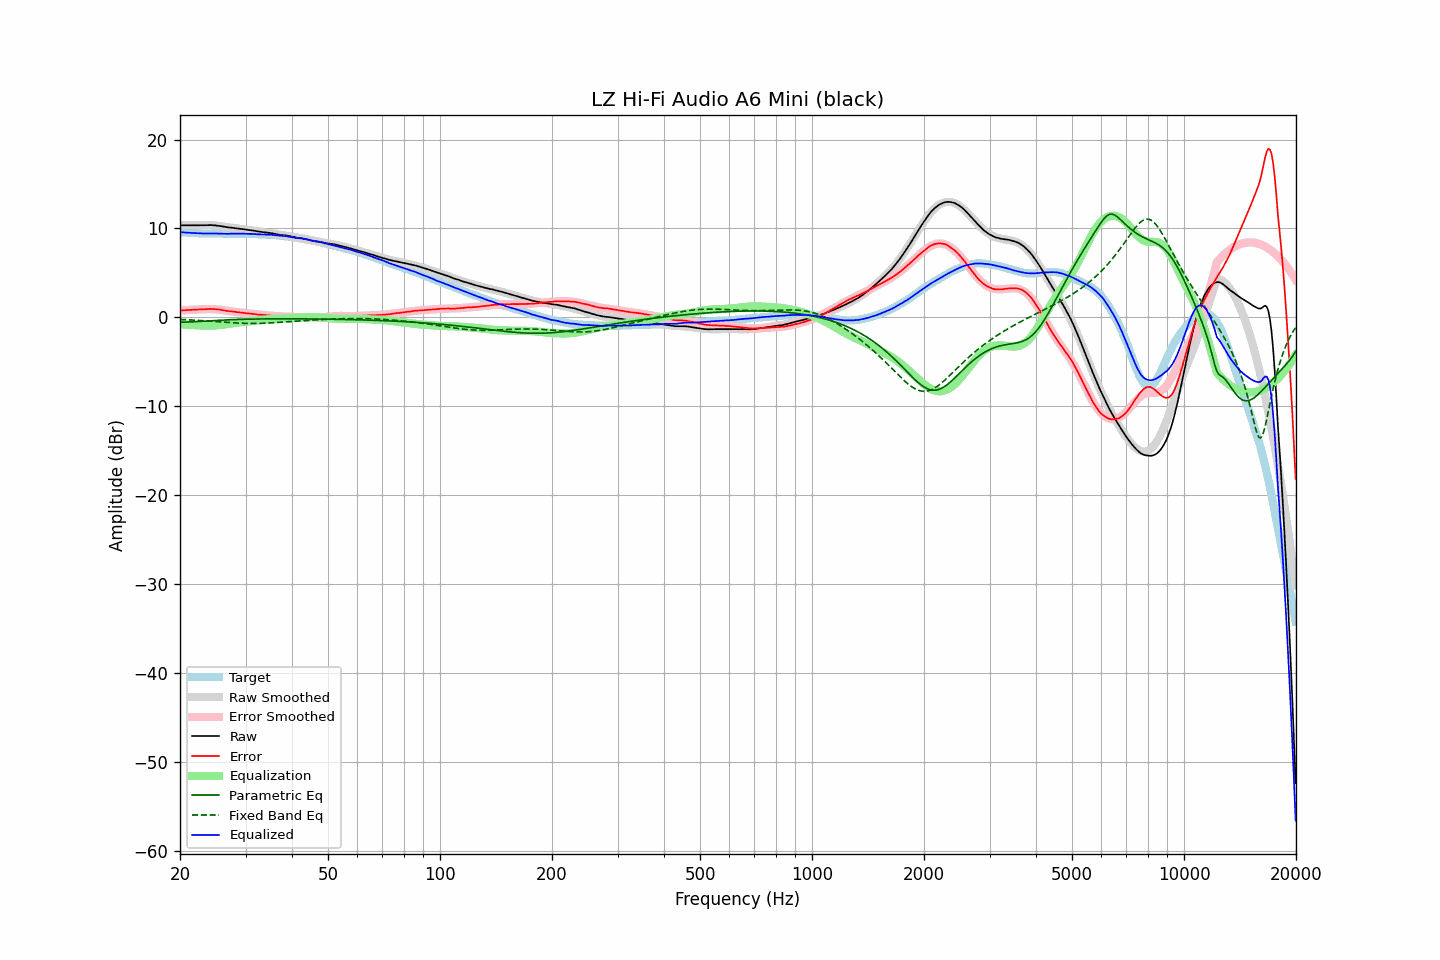 LZ Hi-Fi Audio A6 Mini (black)
20
10
0
−10
−20
−30
−40
−50
−60
Amplitude (dBr)
Target
Raw Smoothed
Error Smoothed
Raw
Error
Equalization
Parametric Eq
Fixed Band Eq
Equalized
20 50 100 200 500 1000 2000 5000 10000 20000
Frequency (Hz)